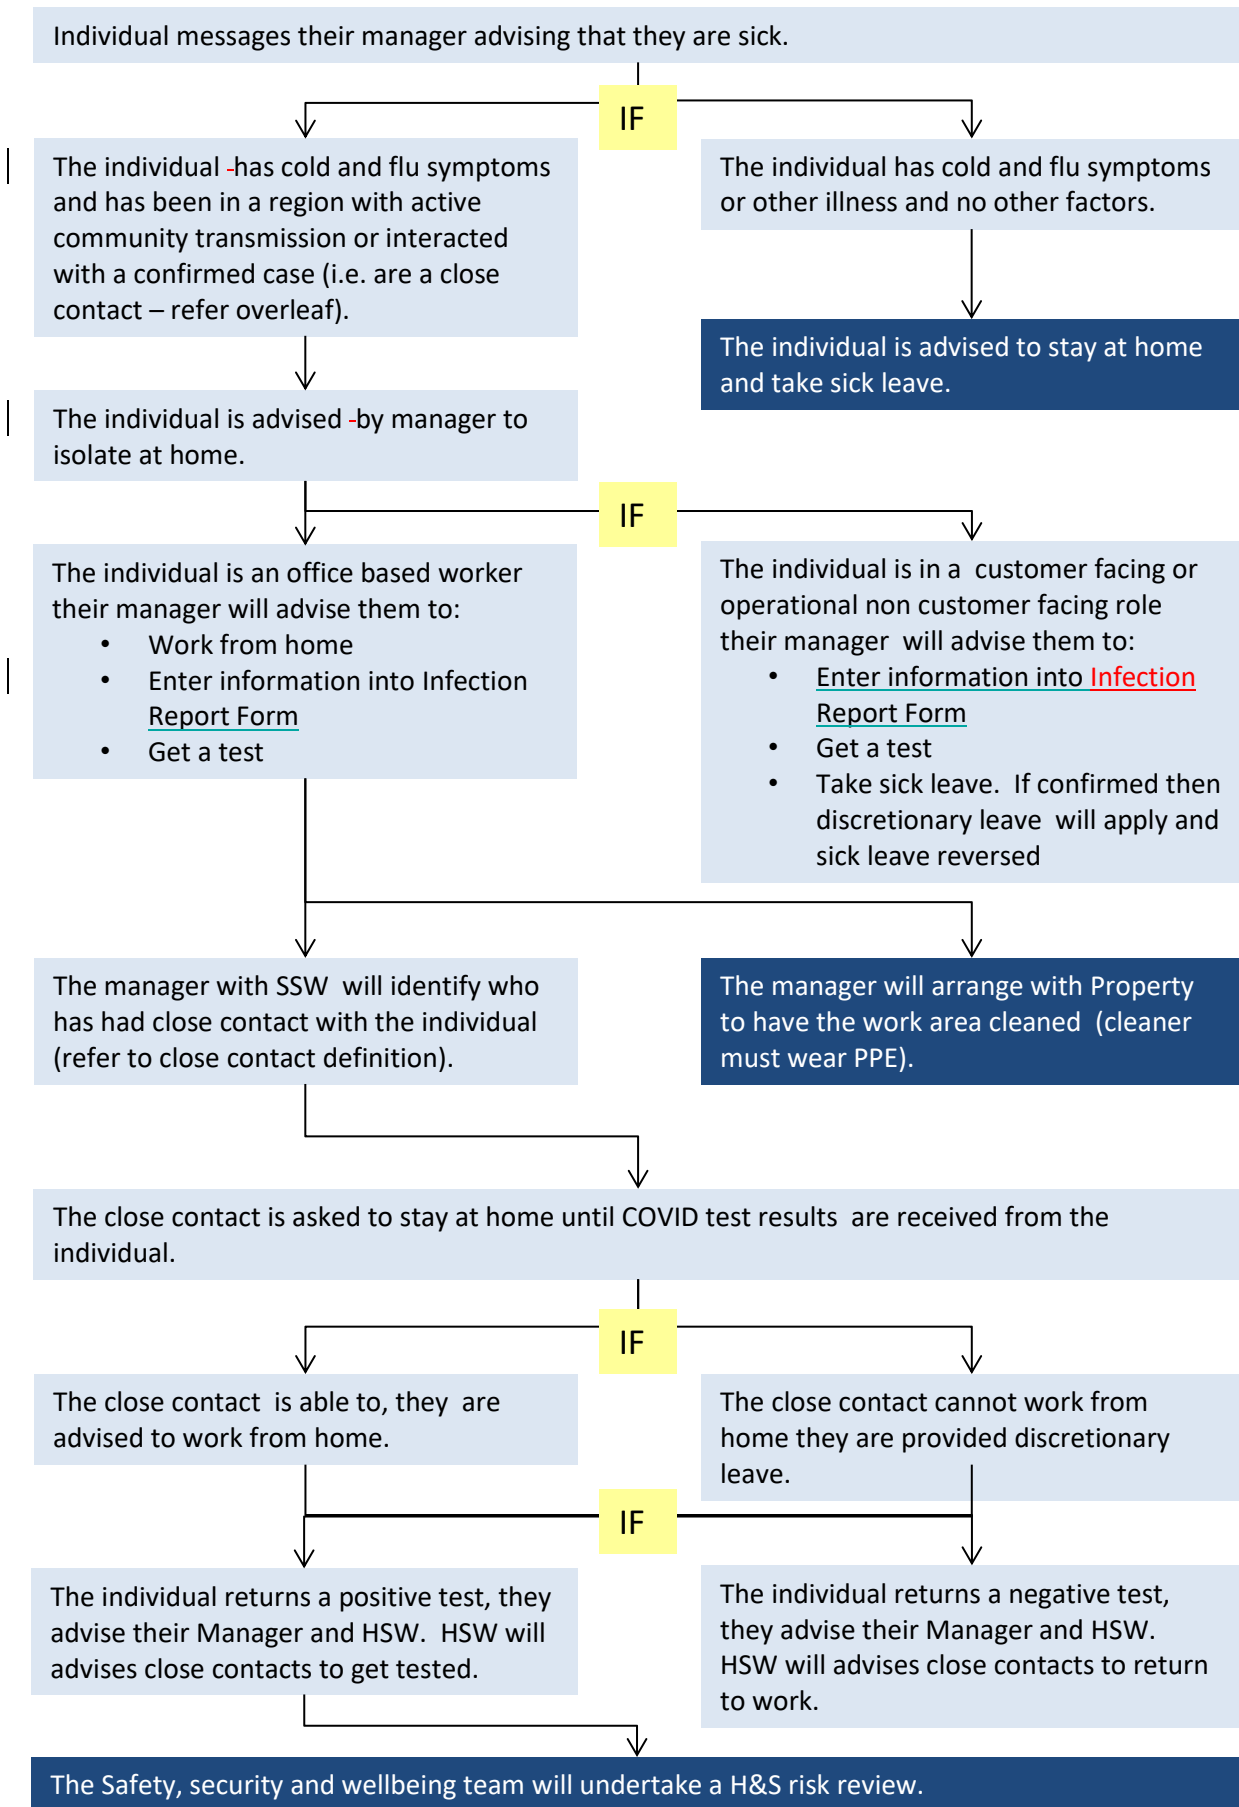 Individual messages their manager advising that they are sick.
IF
The individual -has cold and flu symptoms
and has been in a region with active
community transmission or interacted
with a confirmed case (i.e. are a close
contact – refer overleaf).
The individual has cold and flu symptoms
or other illness and no other factors.
The individual is advised to stay at home
and take sick leave.
The individual is advised -by manager to
isolate at home.
IF
The individual is an office based worker
their manager will advise them to:
• Work from home
• Enter information into Infection
Report Form
• Get a test
The individual is in a customer facing or
operational non customer facing role
their manager will advise them to:
• Enter information into Infection
Report Form
• Get a test
• Take sick leave. If confirmed then
discretionary leave will apply and
sick leave reversed
The manager with SSW will identify who
has had close contact with the individual
(refer to close contact definition).
The manager will arrange with Property
to have the work area cleaned (cleaner
must wear PPE).
The close contact is asked to stay at home until COVID test results are received from the
individual.
IF
The close contact is able to, they are
advised to work from home.
The close contact cannot work from
home they are provided discretionary
leave.
IF
The individual returns a positive test, they
advise their Manager and HSW. HSW will
advises close contacts to get tested.
The individual returns a negative test,
they advise their Manager and HSW.
HSW will advises close contacts to return
to work.
The Safety, security and wellbeing team will undertake a H&S risk review.